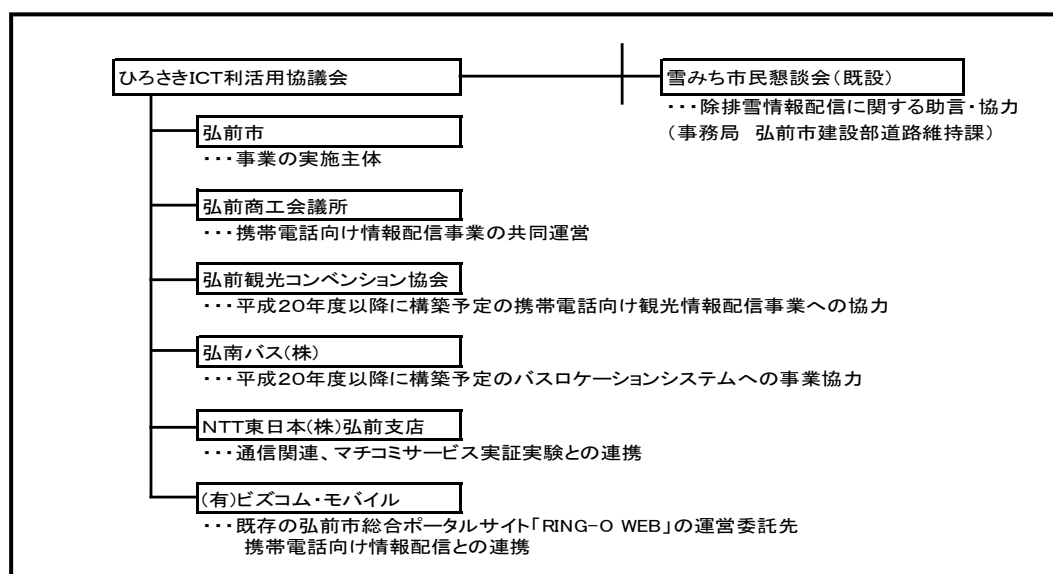 ひろさきICT利活用協議会
雪みち市民懇談会(既設)
・・・除排雪情報配信に関する助言・協力
(事務局　弘前市建設部道路維持課)
弘前市
・・・事業の実施主体
弘前商工会議所
・・・携帯電話向け情報配信事業の共同運営
弘前観光コンベンション協会
・・・平成20年度以降に構築予定の携帯電話向け観光情報配信事業への協力
弘南バス(株)
・・・平成20年度以降に構築予定のバスロケーションシステムへの事業協力
NTT東日本(株)弘前支店
・・・通信関連、マチコミサービス実証実験との連携
(有)ビズコム・モバイル
・・・既存の弘前市総合ポータルサイト「RING-O WEB」の運営委託先
携帯電話向け情報配信との連携